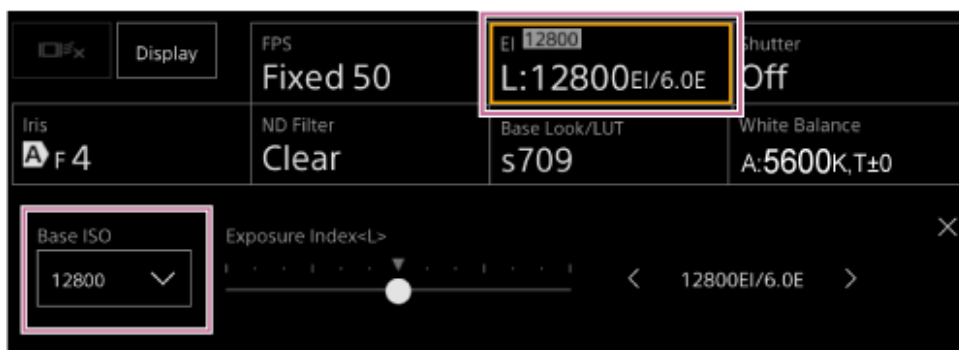 Display
FPS
Fixed 50
EI 12800
L:12800EI/6.0E
Shutter
Off
Iris
A F 4
ND Filter
Clear
Base Look/LUT
s709
White Balance
A:5600K,T±0
Base ISO
12800
Exposure Index<L>
12800EI/6.0E